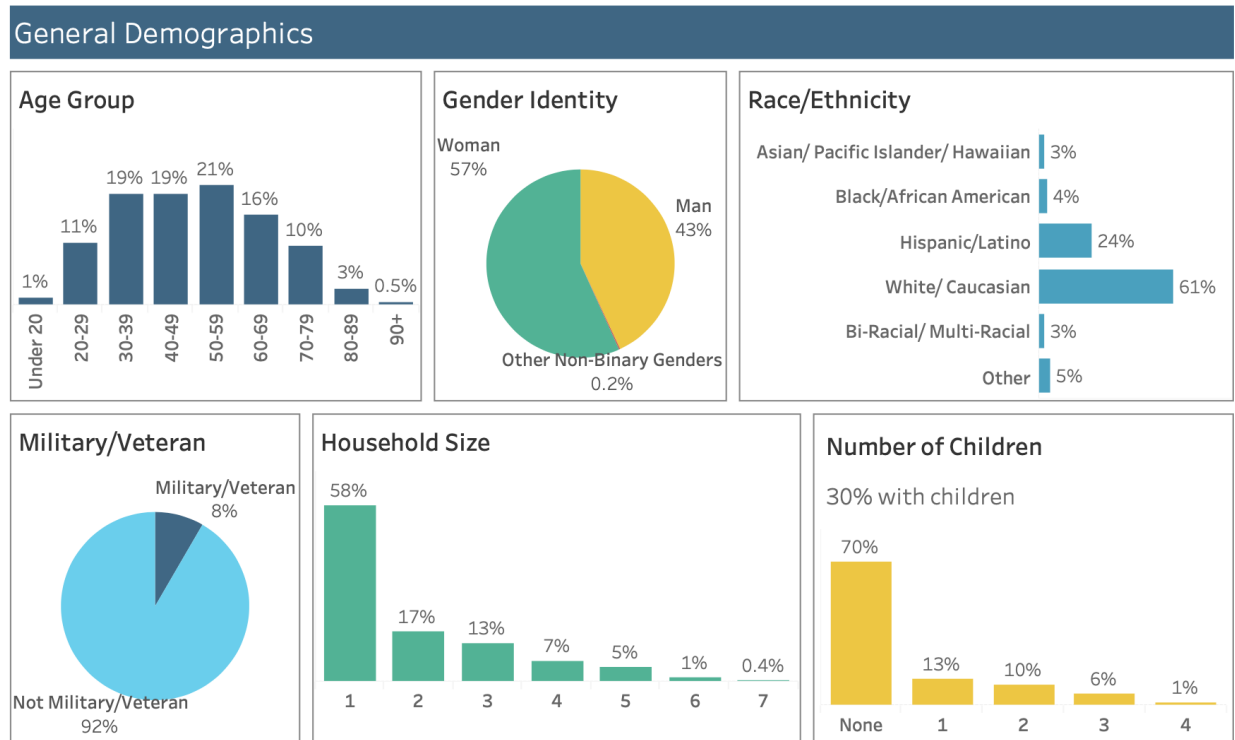 General Demographics
Age Group
1%
11%
19%
19%
21%
16%
10%
3%
0.5%
Under 20
20-29
30-39
40-49
50-59
60-69
70-79
80-89
90+
Gender Identity
Woman
57%
Man
43%
Other Non-Binary Genders
0.2%
Race/Ethnicity
Asian/ Pacific Islander/ Hawaiian 3%
Black/African American 4%
Hispanic/Latino 24%
White/ Caucasian 61%
Bi-Racial/ Multi-Racial 3%
Other 5%
Military/Veteran
Military/Veteran
8%
Not Military/Veteran
92%
Household Size
58%
17%
13%
7%
5%
1%
0.4%
1 2 3 4 5 6 7
Number of Children
30% with children
70%
13%
10%
6%
1%
None 1 2 3 4